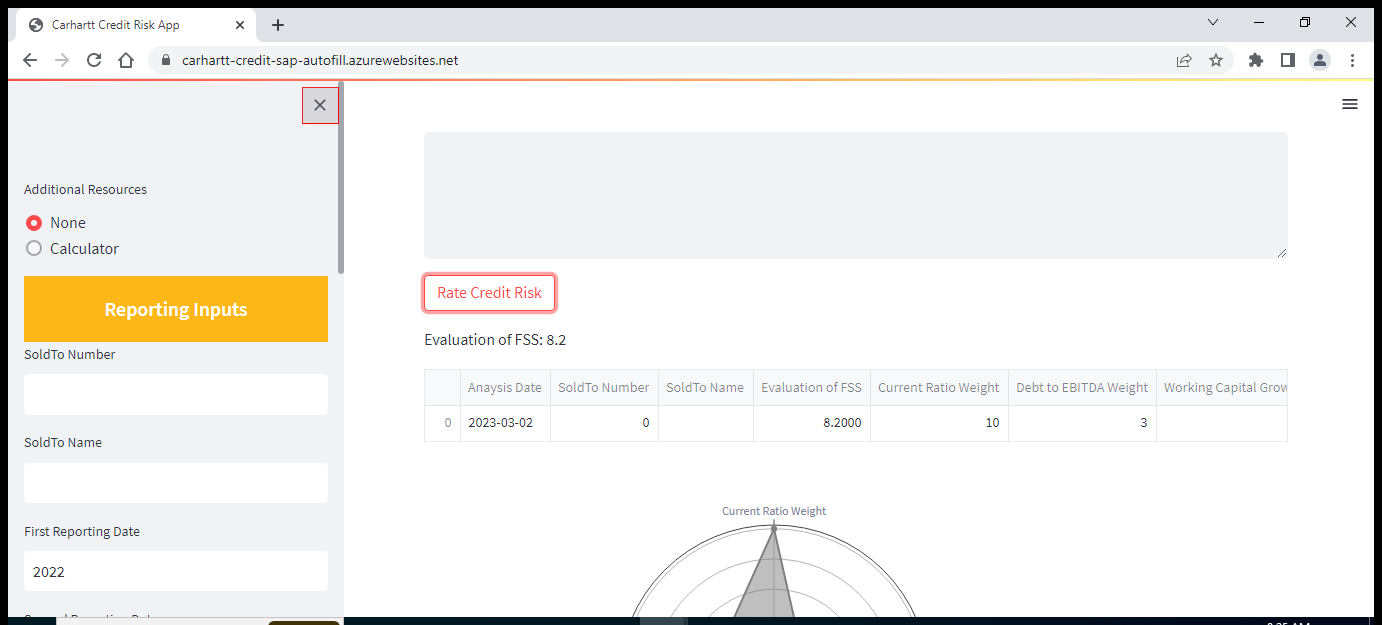 Carhartt Credit Risk App
carhartt-credit-sap-autofill.azurewebsites.net
Additional Resources
None
Calculator
Reporting Inputs
SoldTo Number
SoldTo Name
First Reporting Date
2022
Rate Credit Risk
Evaluation of FSS: 8.2
Anaysis Date SoldTo Number SoldTo Name Evaluation of FSS Current Ratio Weight Debt to EBITDA Weight Working Capital Grow
0 2023-03-02 0 8.2000 10 3
Current Ratio Weight